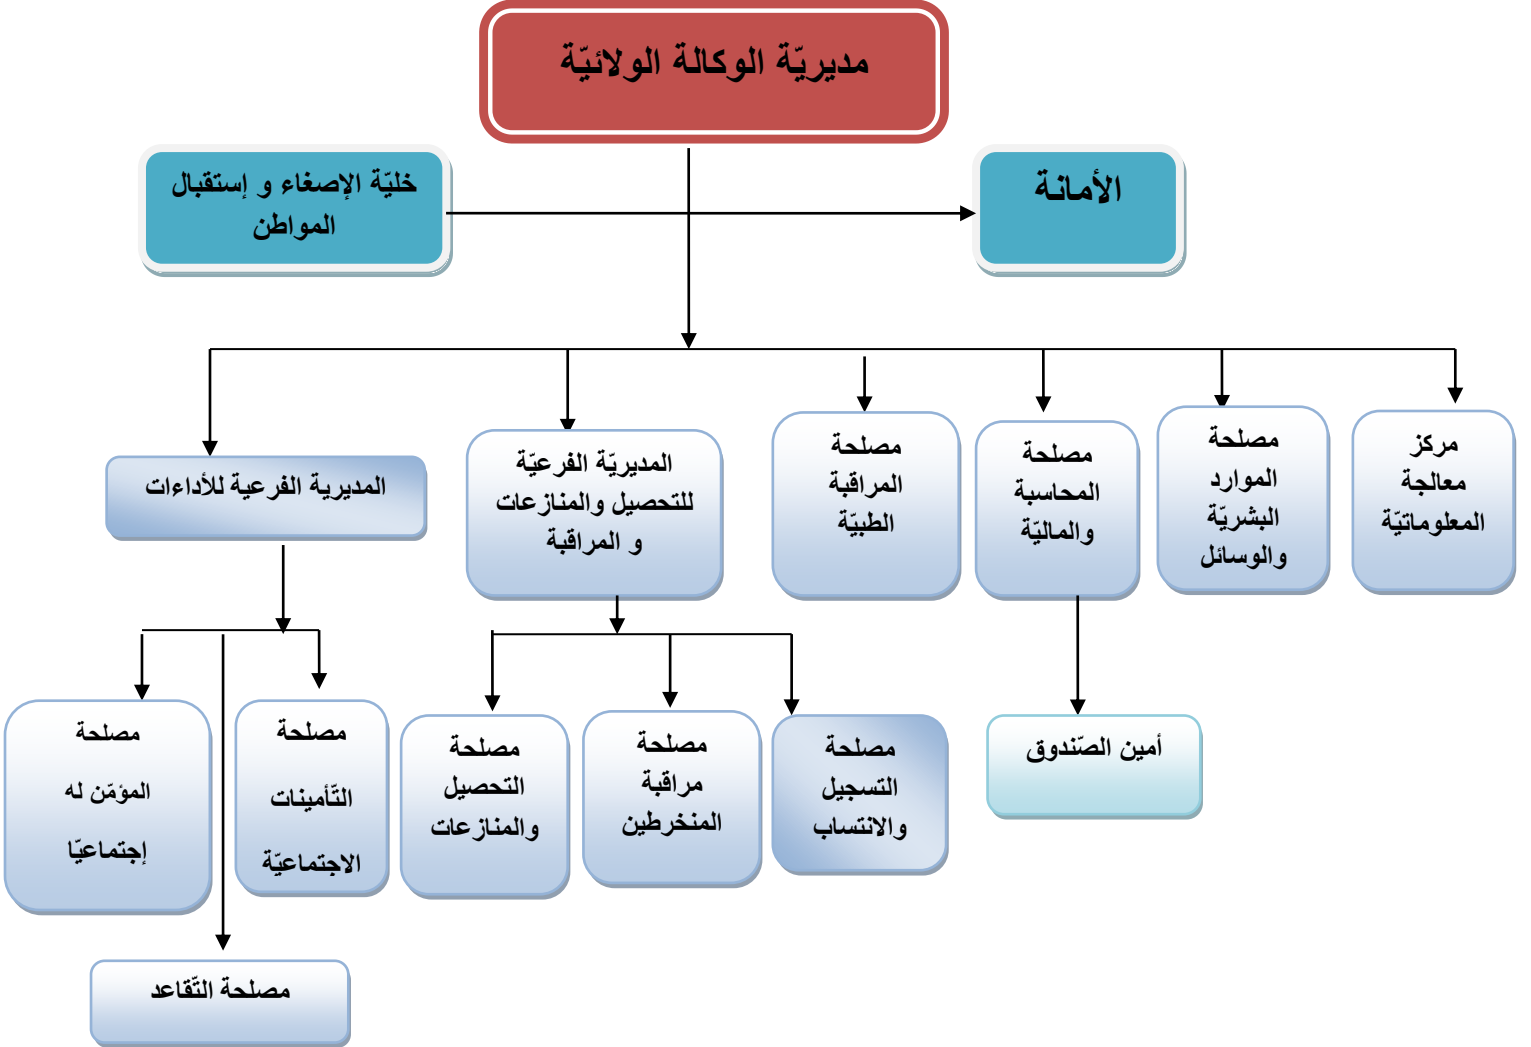 مديريّة الوكالة الولائيّة
الأمانة
خليّة الإصغاء و إستقبال
المواطن
مركز
معالجة
المعلوماتيّة
مصلحة
الموارد
البشريّة
والوسائل
مصلحة
المحاسبة
والماليّة
مصلحة
المراقبة
الطبيّة
المديريّة الفرعيّة
للتحصيل والمنازعات
و المراقبة
المديرية الفرعية للأداءات
أمين الصّندوق
مصلحة
التسجيل
والانتساب
مصلحة
مراقبة
المنخرطين
مصلحة
التحصيل
والمنازعات
مصلحة
التّأمينات
الاجتماعيّة
مصلحة
المؤمّن له
إجتماعيّا
مصلحة التّقاعد